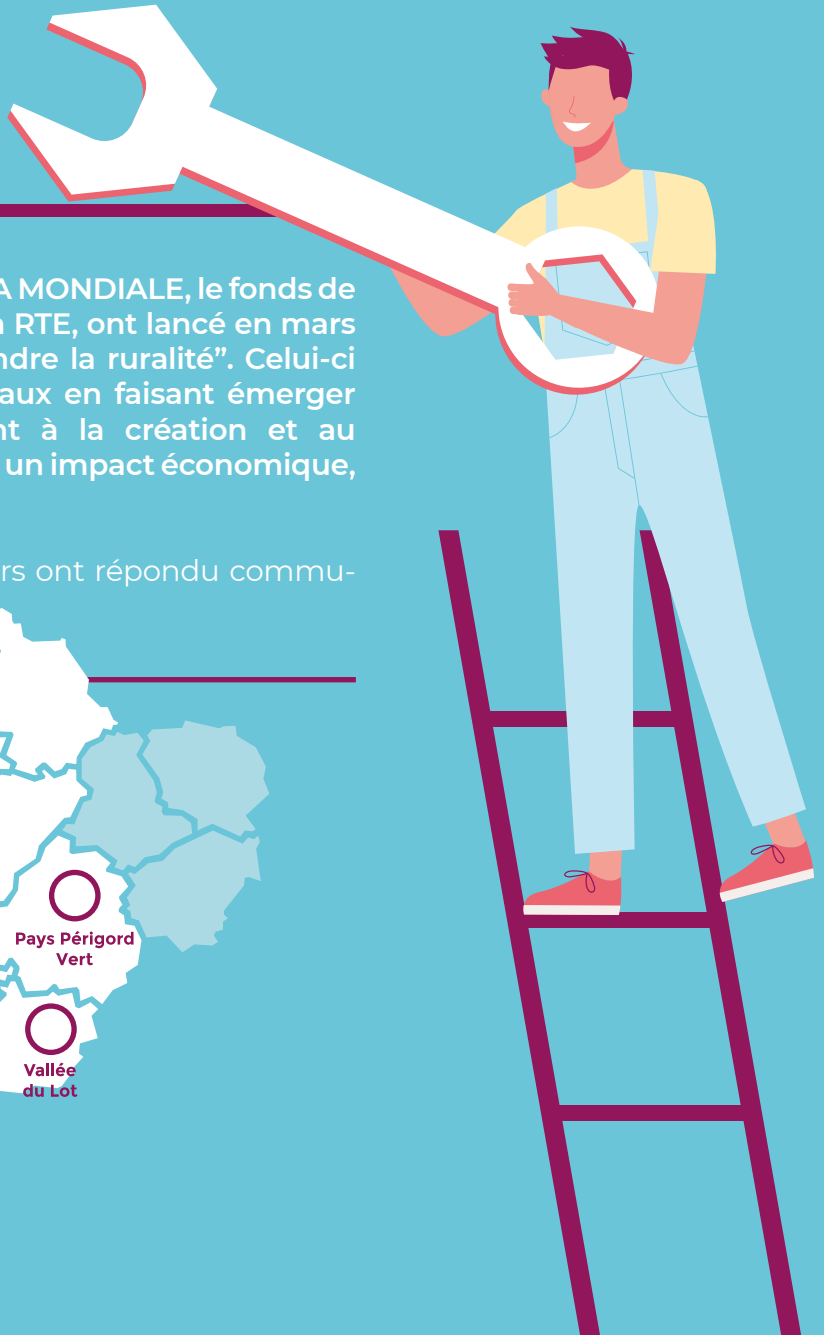 A MONDIALE, le fonds de
RTE, ont lancé en mars
ndre la ruralité”. Celui-ci
aux en faisant émerger
nt à la création et au
un impact économique,
rs ont répondu commu-
Pays Périgord
Vert
Vallée
du Lot